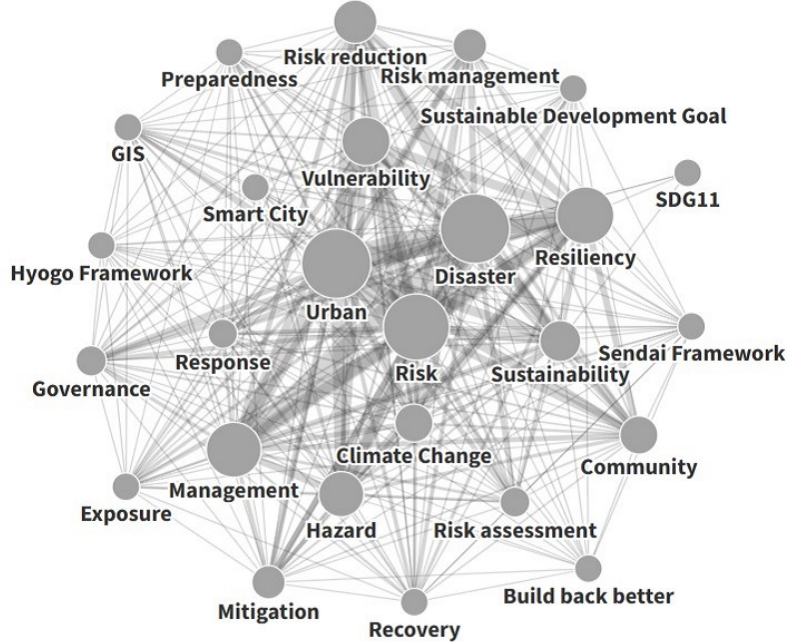 Risk reduction
Preparedness
Risk management
Sustainable Development Goal
GIS
Vulnerability
SDG11
Smart City
Resiliency
Hyogo Framework
Disaster
Urban
Response
Risk
Sustainability
Sendai Framework
Governance
Climate Change
Community
Management
Exposure
Hazard
Risk assessment
Build back better
Mitigation
Recovery